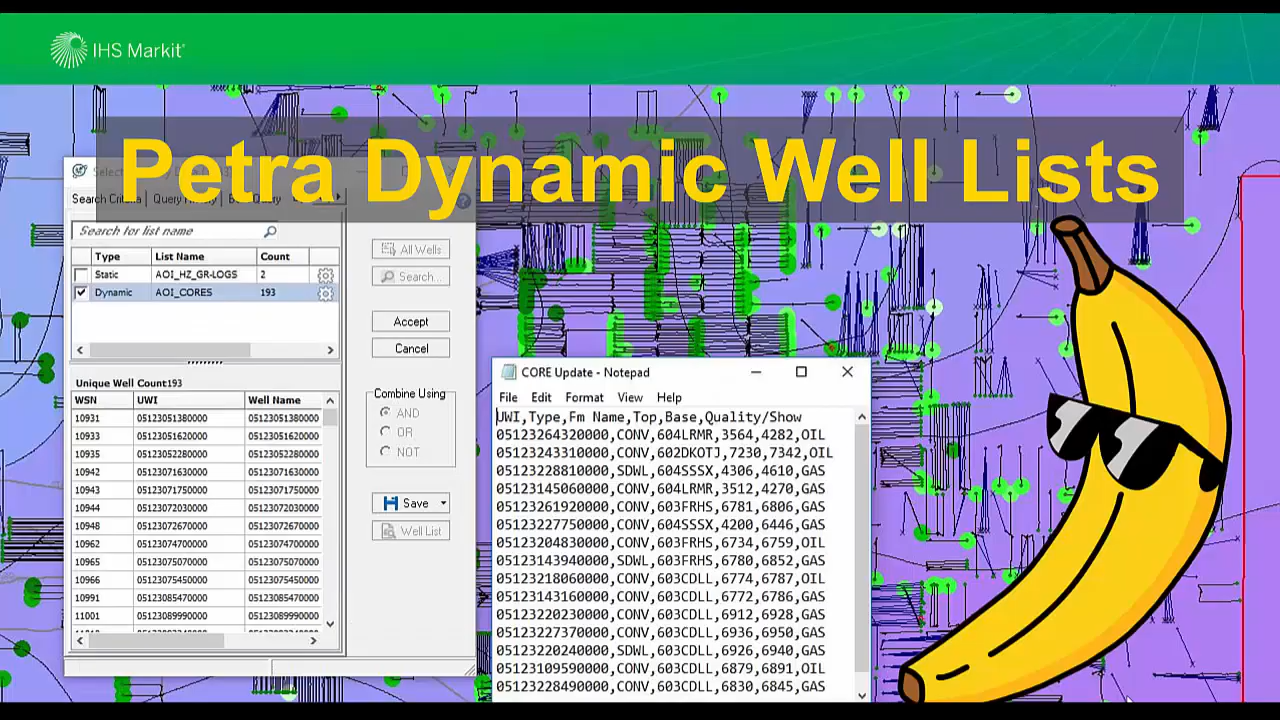 IHS Markit
Petra Dynamic Well Lists
Search for list name
Type List Name Count
Static AOI_HZ_GR-LOGS 2
Dynamic AOI_CORES 193
Unique Well Count193
WSN UWI Well Name
10931 05123051380000 05123051380000
10933 05123051620000 05123051620000
10935 05123052280000 05123052280000
10942 05123071630000 05123071630000
10943 05123071750000 05123071750000
10944 05123072030000 05123072030000
10948 05123072670000 05123072670000
10962 05123074700000 05123074700000
10965 05123075070000 05123075070000
10966 05123075450000 05123075450000
10991 05123085470000 05123085470000
11001 05123089990000 05123089990000
All Wells
Search...
Accept
Cancel
Combine Using
AND
OR
NOT
Save
Well List
CORE Update - Notepad
File Edit Format View Help
UWI,Type,Fm Name,Top,Base,Quality/Show
05123264320000,CONV,604LRMR,3564,4282,OIL
05123243310000,CONV,602DKOTJ,7230,7342,OIL
05123228810000,SDWL,604SSSX,4306,4610,GAS
05123145060000,CONV,604LRMR,3512,4270,GAS
05123261920000,CONV,603FRHS,6781,6806,GAS
05123227750000,CONV,604SSSX,4200,6446,GAS
05123204830000,CONV,603FRHS,6794,6759,OIL
05123143940000,SDWL,603FRHS,6780,6852,GAS
05123218060000,CONV,603CDLL,6774,6787,OIL
05123143160000,CONV,603CDLL,6772,6786,GAS
05123220230000,CONV,603CDLL,6912,6928,GAS
05123227370000,CONV,603CDLL,6936,6950,GAS
05123220240000,SDWL,603CDLL,6926,6940,GAS
05123109590000,CONV,603CDLL,6879,6891,OIL
05123228490000,CONV,603CDLL,6830,6845,GAS